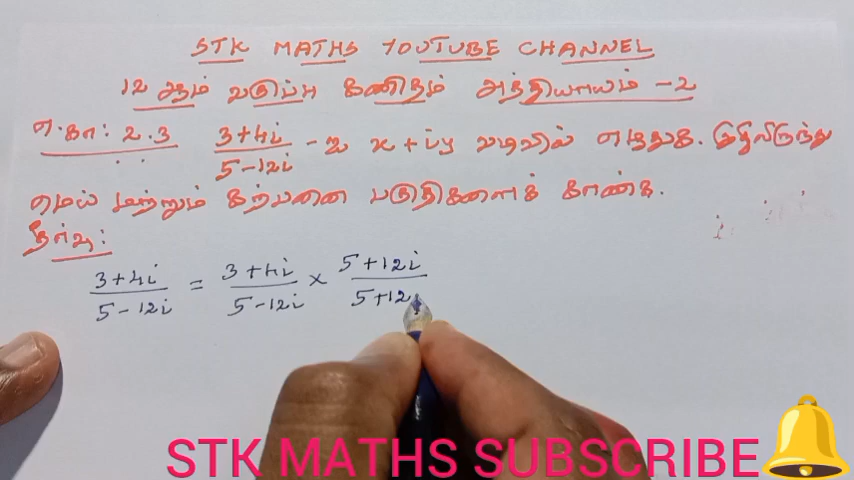 STK MATHS YOUTUBE CHANNEL
12 ஆம் வகுப்பு கணிதம் அத்தியாயம் -2
எ.கா: 2.3 3+4i / 5-12i -ஐ x+iy வடிவில் எழுதுக. இதிலிருந்து
மெய் மற்றும் கற்பனை பகுதிகளைக் காண்க.
தீர்வு:
3+4i / 5-12i = 3+4i / 5-12i × 5+12i / 5+12i
STK MATHS SUBSCRIBE